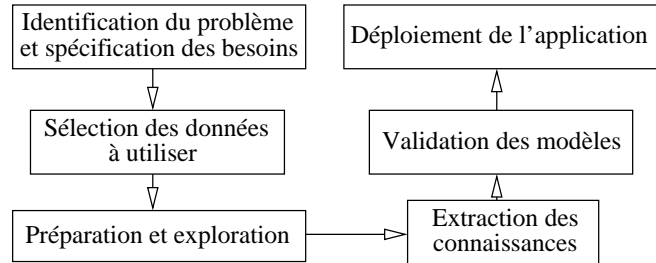 Identification du problème
et spécification des besoins
Sélection des données
à utiliser
Préparation et exploration
Extraction des
connaissances
Validation des modèles
Déploiement de l'application